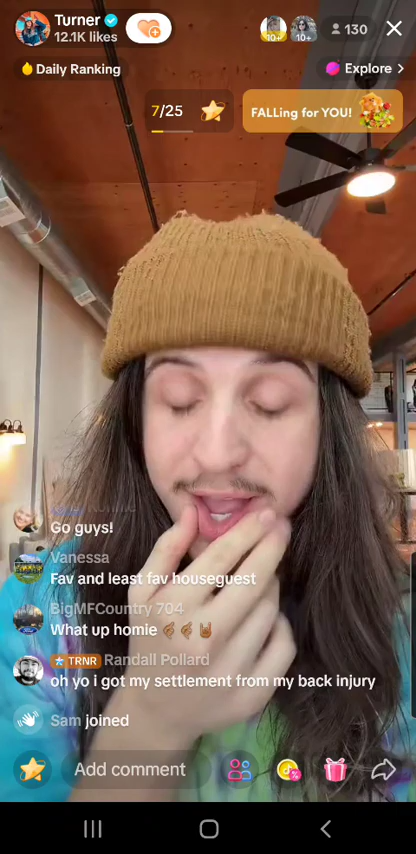 Turner
12.1K likes
10+
10+
130
Daily Ranking
Explore
7/25
FALLing for YOU!
Go guys!
Vanessa
Fav and least fav houseguest
BigMFCountry 704
What up homie
TRNR Randall Pollard
oh yo i got my settlement from my back injury
Sam joined
Add comment